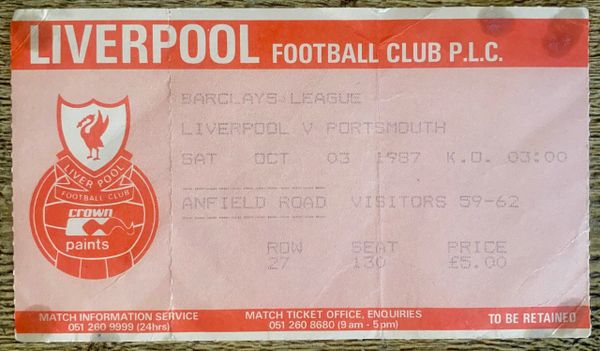 LIVERPOOL FOOTBALL CLUB P.L.C.
BARCLAYS LEAGUE
LIVERPOOL V PORTSMOUTH
SAT OCT 03 1987 K.O. 03:00
ANFIELD ROAD VISITORS 59-62
ROW SEAT PRICE
27 130 £5.00
LIVERPOOL
FOOTBALL CLUB
crown
paints
MATCH INFORMATION SERVICE
051 260 9999 (24hrs)
MATCH TICKET OFFICE, ENQUIRIES
051 260 8680 (9 am - 5 pm)
TO BE RETAINED